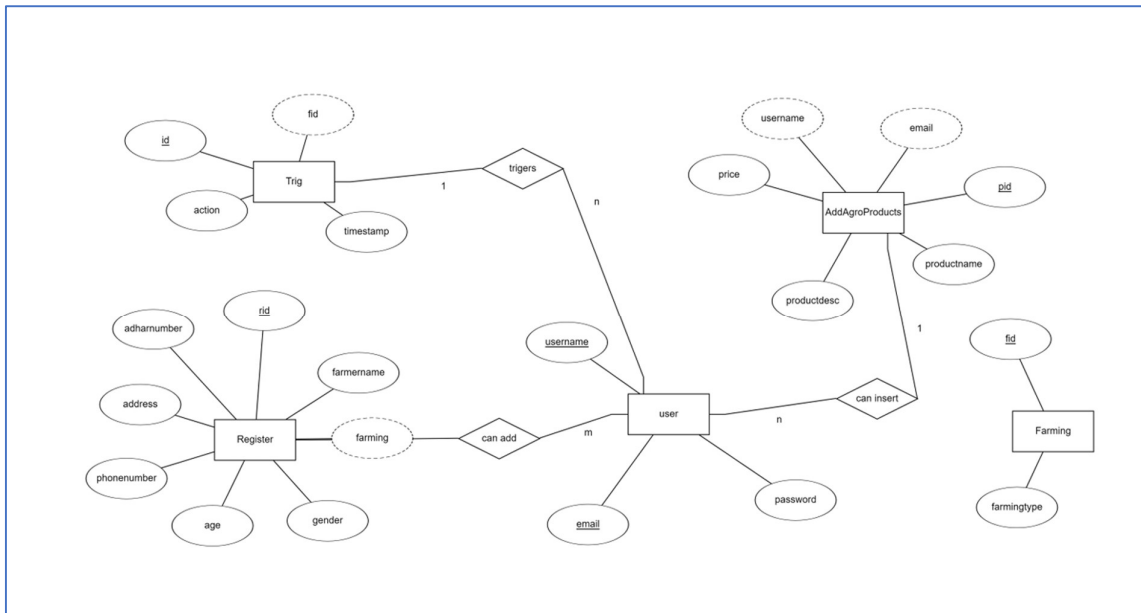 fid
id
Trig
action
timestamp
1
trigers
n
username
email
price
pid
AddAgroProducts
productname
productdesc
1
rid
adharnumber
farmername
address
Register
farming
phonenumber
age
gender
can add
m
username
user
email
password
n
can insert
fid
Farming
farmingtype